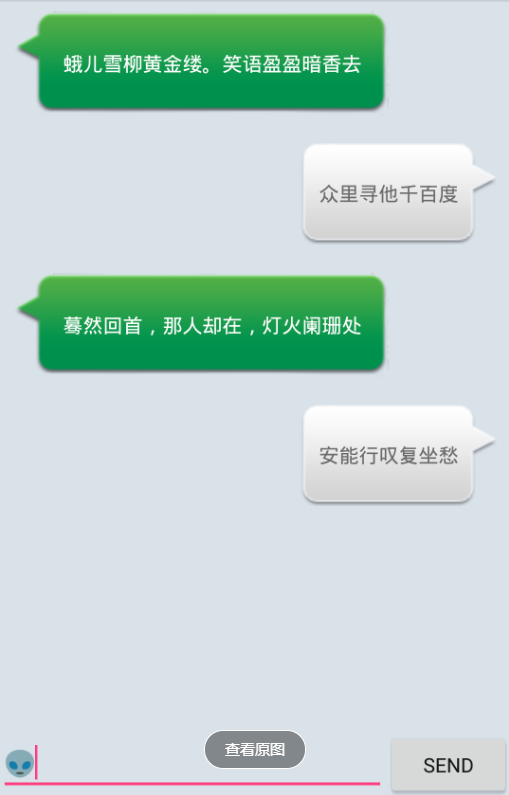 蛾儿雪柳黄金缕。笑语盈盈暗香去
众里寻他千百度
蓦然回首，那人却在，灯火阑珊处
安能行叹复坐愁
👽
查看原图
SEND